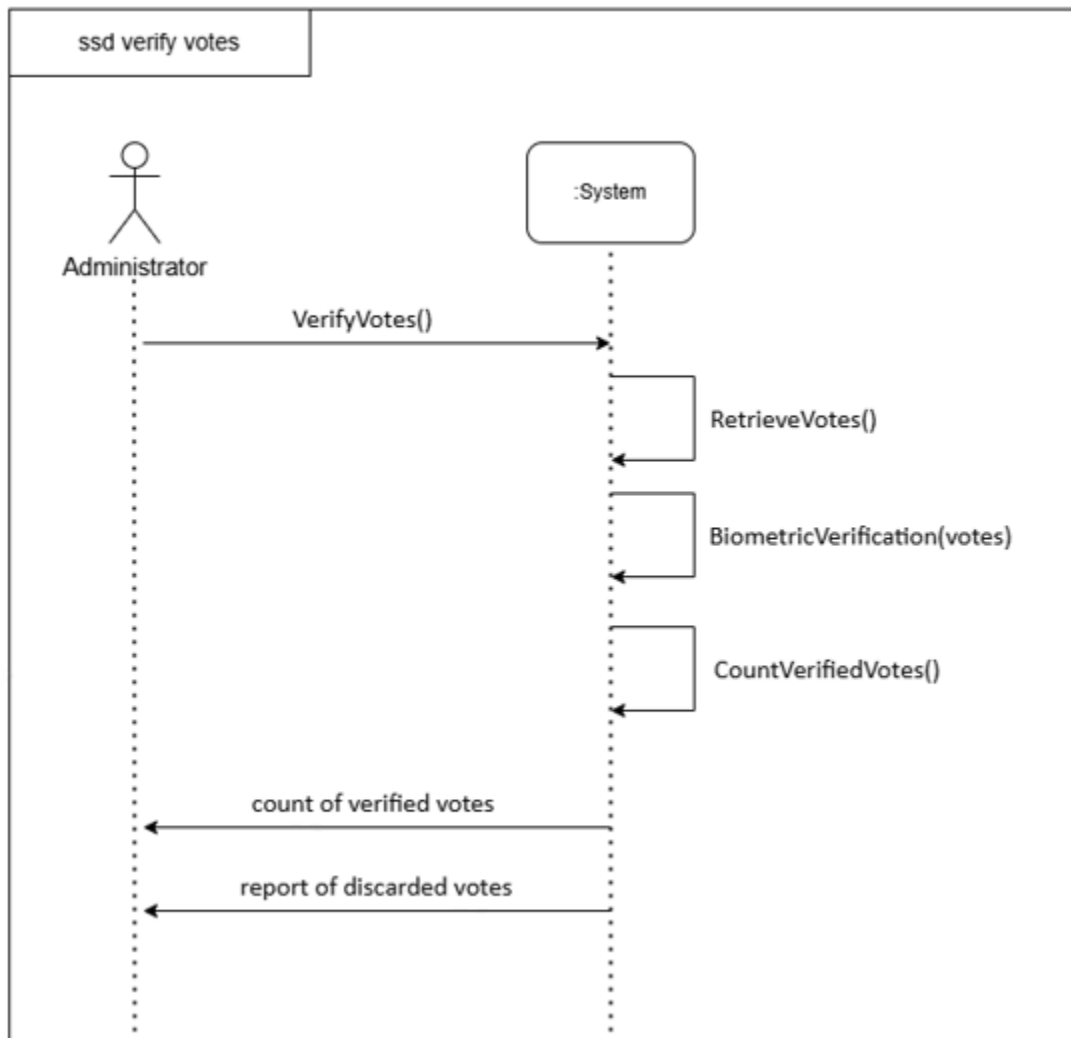 ssd verify votes
:System
Administrator
VerifyVotes()
RetrieveVotes()
BiometricVerification(votes)
CountVerifiedVotes()
count of verified votes
report of discarded votes